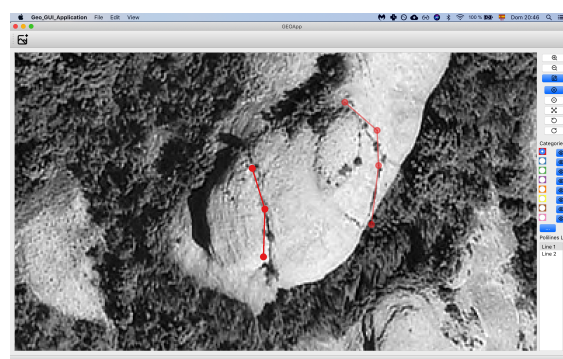 Geo_GUI_Application File Edit View 100 % Dom 20:46
GEOApp
Categorie
Polilines L
Line 1
Line 2